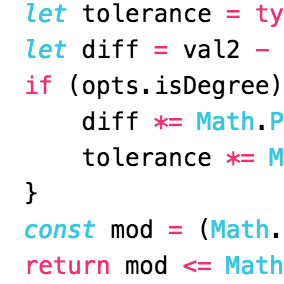 let tolerance = ty
let diff = val2 -
if (opts.isDegree)
diff *= Math.P
tolerance *= M
}
const mod = (Math.
return mod <= Math